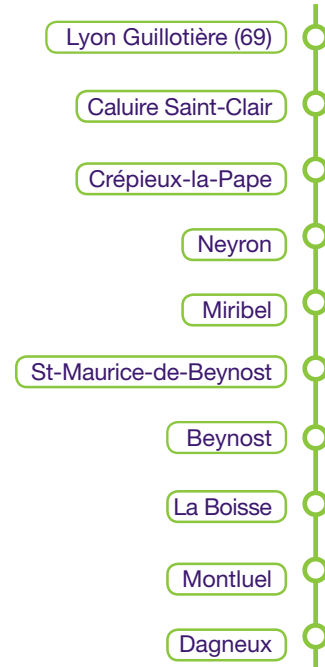 Lyon Guillotière (69)
Caluire Saint-Clair
Crépieux-la-Pape
Neyron
Miribel
St-Maurice-de-Beynost
Beynost
La Boisse
Montluel
Dagneux